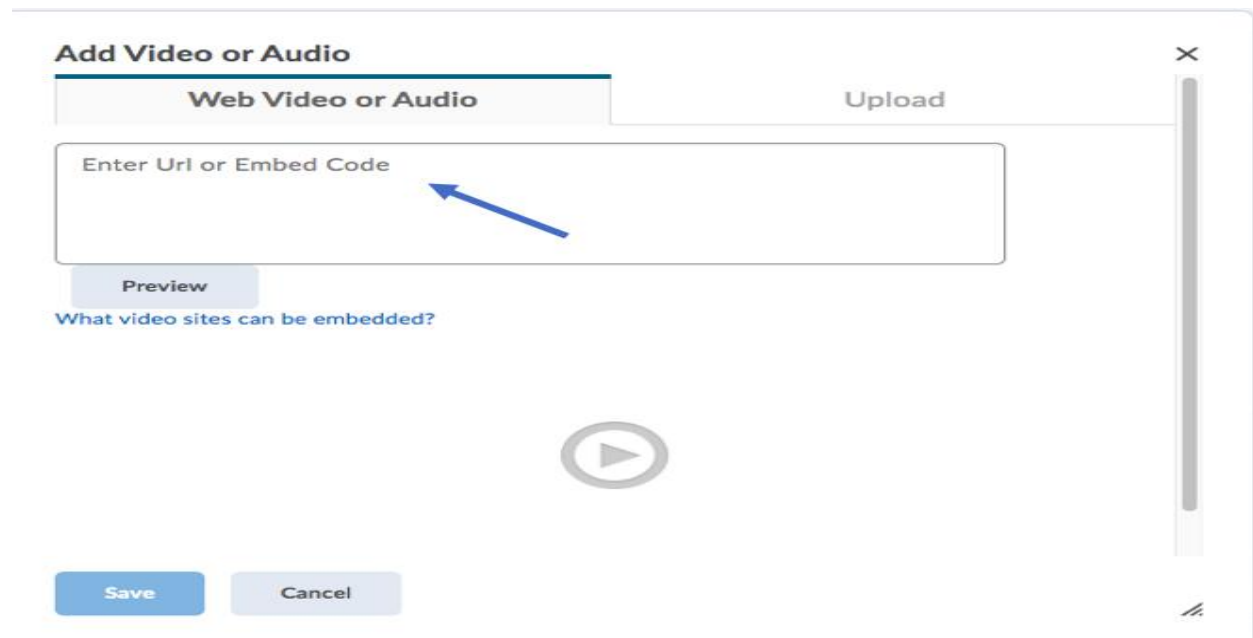 Add Video or Audio
Web Video or Audio
Upload
Enter Url or Embed Code
Preview
What video sites can be embedded?
Save
Cancel